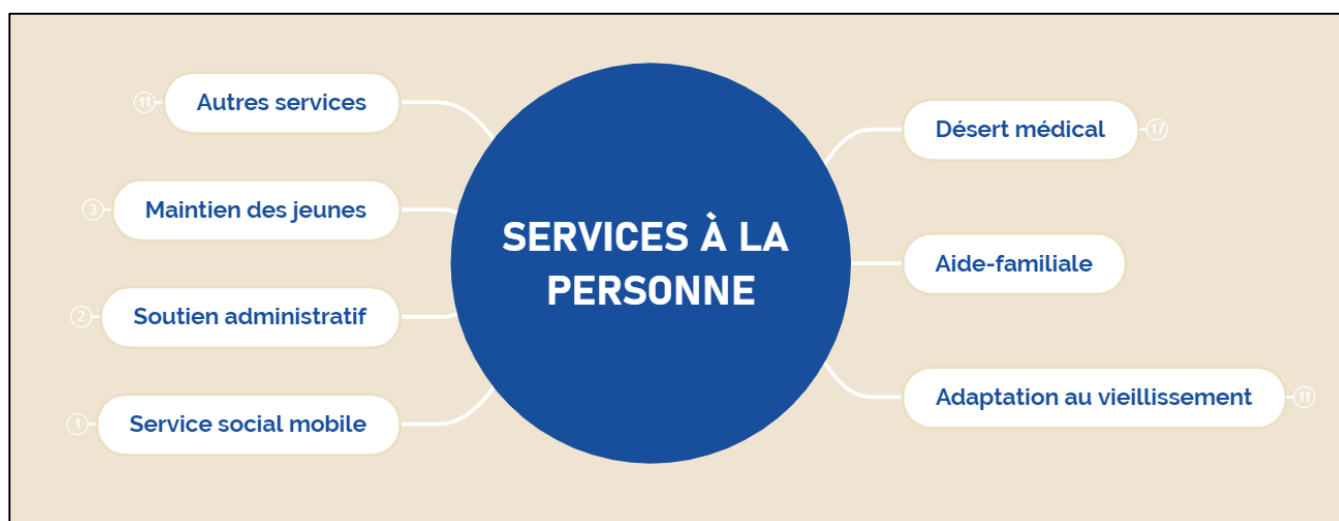 11 Autres services
3 Maintien des jeunes
2 Soutien administratif
1 Service social mobile
SERVICES À LA
PERSONNE
Désert médical 17
Aide-familiale
Adaptation au vieillissement 11